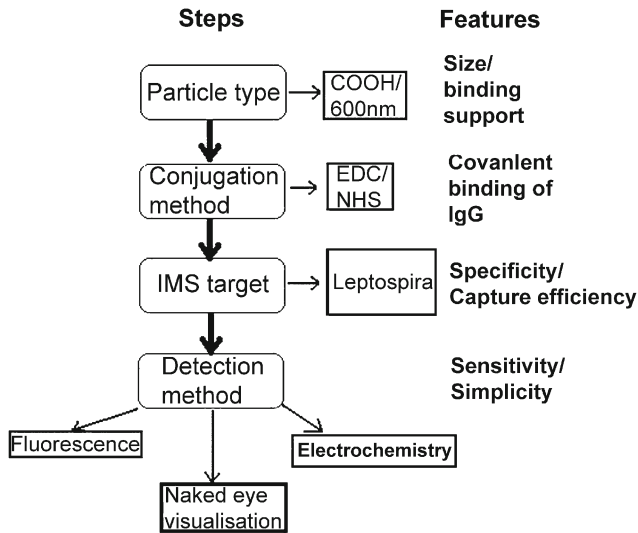 Steps
Features
Particle type
COOH/
600nm
Size/
binding
support
Conjugation
method
EDC/
NHS
Covanlent
binding of
IgG
IMS target
Leptospira
Specificity/
Capture efficiency
Detection
method
Sensitivity/
Simplicity
Fluorescence
Electrochemistry
Naked eye
visualisation